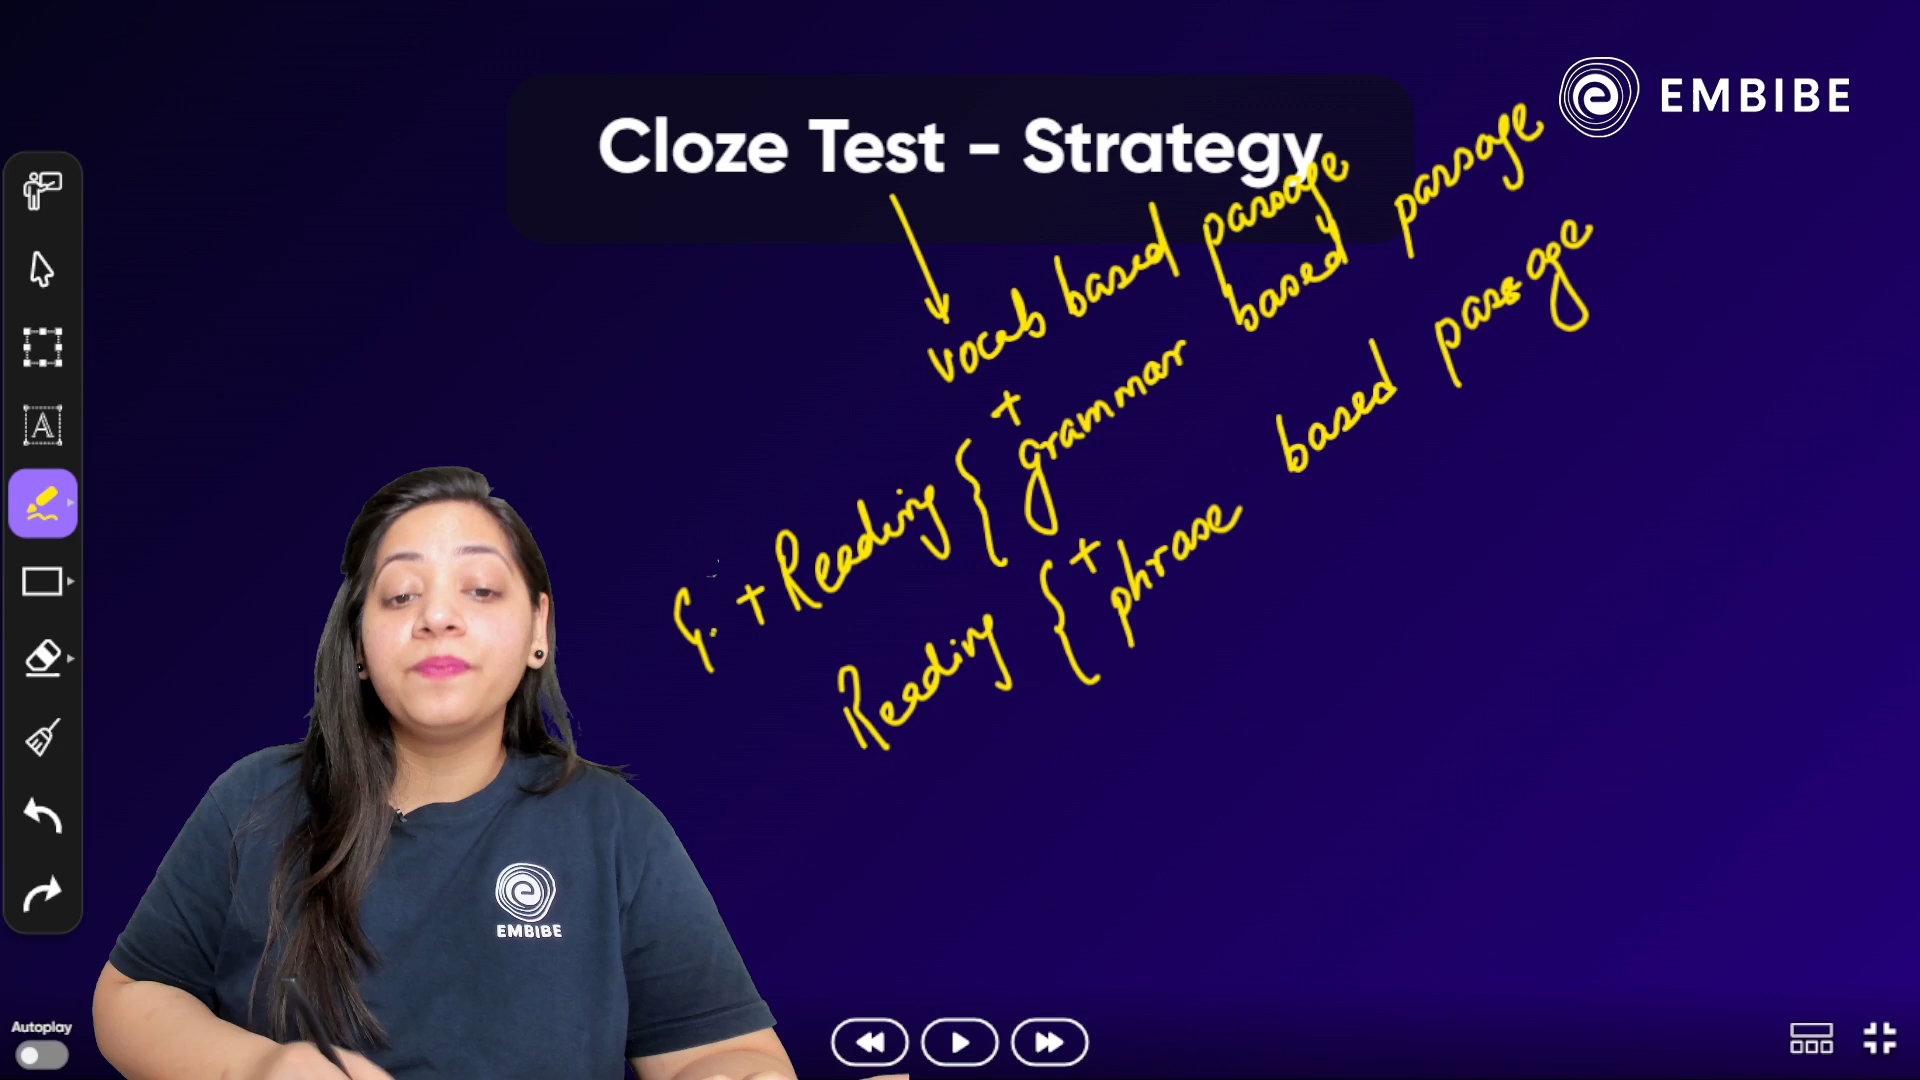 EMBIBE
Cloze Test - Strategy
vocab based passage
+
grammar based passage
G. + Reading {
+
phrase based passage
Reading {
A
EMBIBE
Autoplay